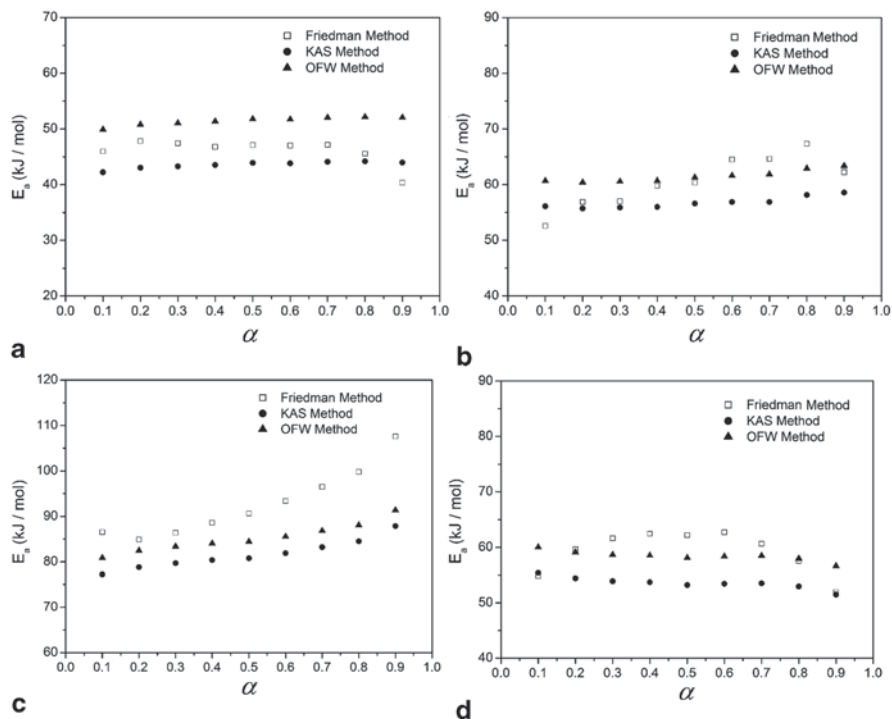 70
60
50
40
30
20
E_a (kJ / mol)
Friedman Method
KAS Method
OFW Method
0.0 0.1 0.2 0.3 0.4 0.5 0.6 0.7 0.8 0.9 1.0
α
a
90
80
70
60
50
40
E_a (kJ / mol)
Friedman Method
KAS Method
OFW Method
0.0 0.1 0.2 0.3 0.4 0.5 0.6 0.7 0.8 0.9 1.0
α
b
120
110
100
90
80
70
60
E_a (kJ / mol)
Friedman Method
KAS Method
OFW Method
0.0 0.1 0.2 0.3 0.4 0.5 0.6 0.7 0.8 0.9 1.0
α
c
90
80
70
60
50
40
E_a (kJ / mol)
Friedman Method
KAS Method
OFW Method
0.0 0.1 0.2 0.3 0.4 0.5 0.6 0.7 0.8 0.9 1.0
α
d